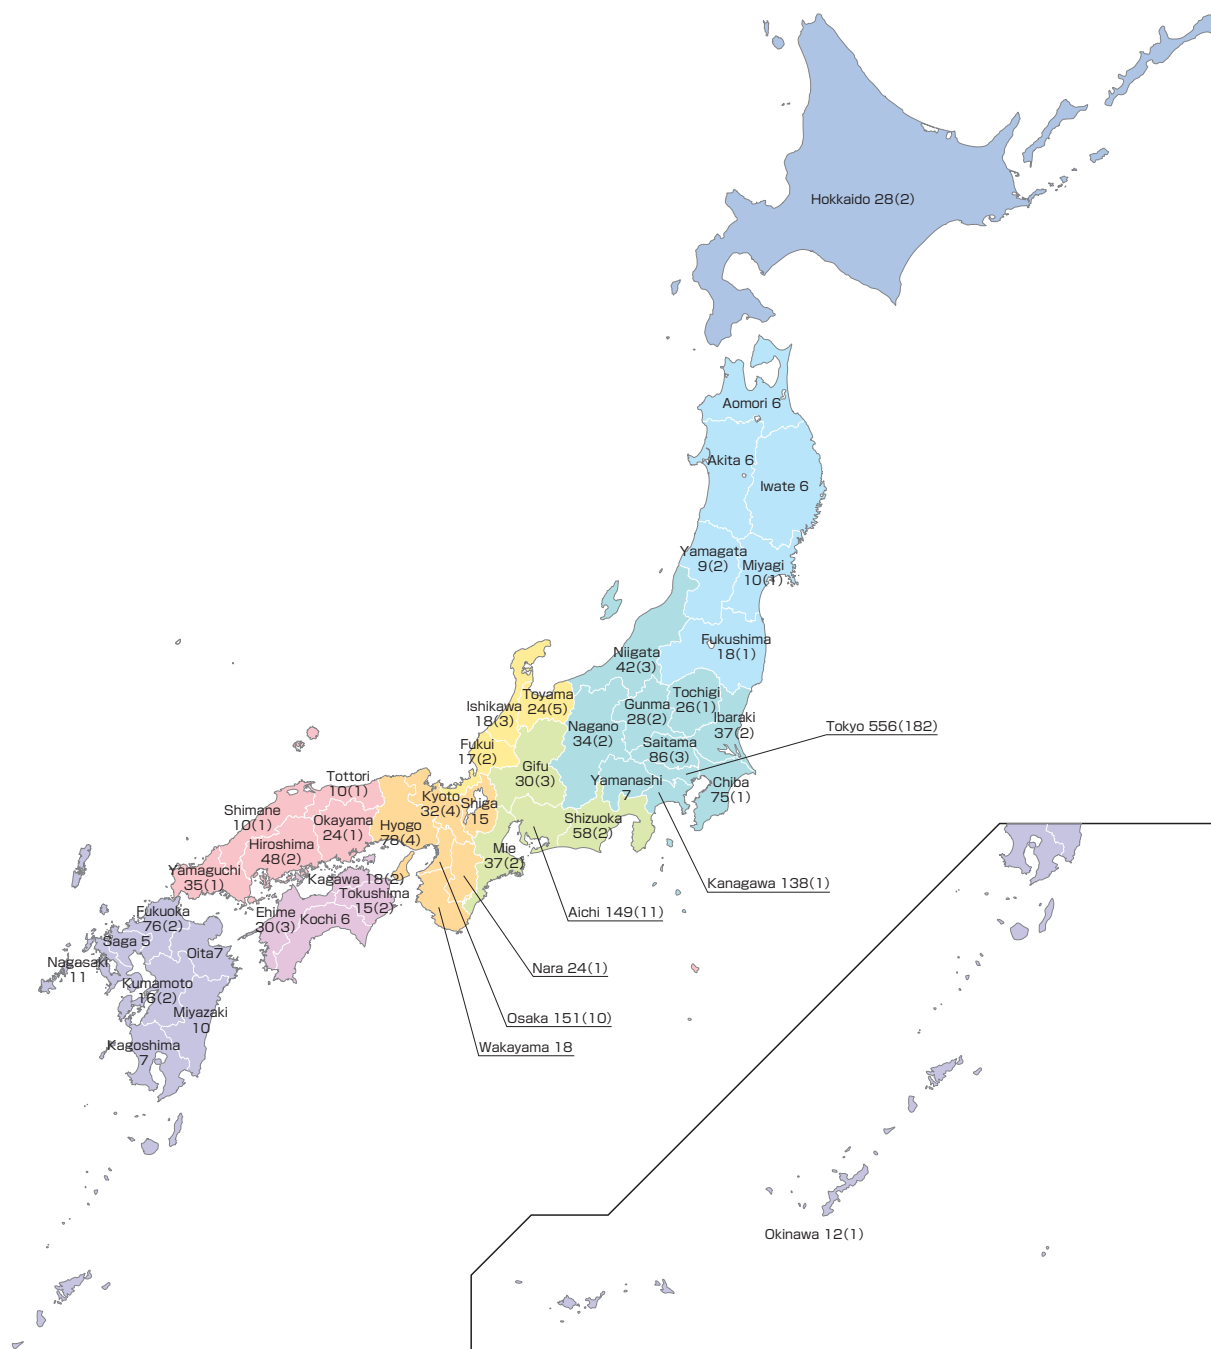 Hokkaido 28(2)
Aomori 6
Akita 6
Iwate 6
Yamagata
9(2)
Miyagi
10(1)
Fukushima
18(1)
Niigata
42(3)
Tochigi
26(1)
Gunma
28(2)
Ibaraki
37(2)
Nagano
34(2)
Saitama
86(3)
Tokyo 556(182)
Yamanashi
7
Chiba
75(1)
Kanagawa 138(1)
Toyama
24(5)
Ishikawa
18(3)
Fukui
17(2)
Gifu
30(3)
Shizuoka
58(2)
Aichi 149(11)
Mie
37(2)
Shiga
15
Kyoto
32(4)
Hyogo
78(4)
Nara 24(1)
Osaka 151(10)
Wakayama 18
Tottori
10(1)
Shimane
10(1)
Okayama
24(1)
Hiroshima
48(2)
Yamaguchi
35(1)
Kagawa 18(2)
Tokushima
15(2)
Ehime
30(3)
Kochi 6
Fukuoka
76(2)
Saga 5
Oita7
Nagasaki
11
Kumamoto
16(2)
Miyazaki
10
Kagoshima
7
Okinawa 12(1)